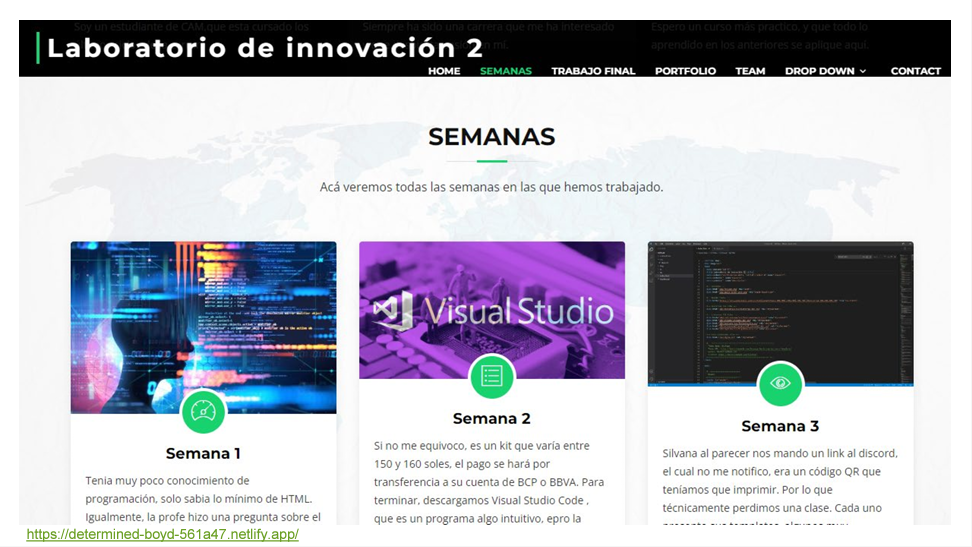 Soy un estudiante de CAM,que esta cursado los
Siempre ha sido una carrera que me ha interesado
Espero un curso más practico, y que todo lo
en mi.
aprendido en los anteriores se aplique aquí.
Laboratorio de innovación 2
HOME SEMANAS TRABAJO FINAL PORTFOLIO TEAM DROP DOWN CONTACT
SEMANAS
Acá veremos todas las semanas en las que hemos trabajado.
Visual Studio
Semana 1
Tenia muy poco conocimiento de
programación, solo sabia lo mínimo de HTML.
Igualmente, la profe hizo una pregunta sobre el
Semana 2
Si no me equivoco, es un kit que varía entre
150 y 160 soles, el pago se hará por
transferencia a su cuenta de BCP o BBVA. Para
terminar, descargamos Visual Studio Code ,
que es un programa algo intuitivo, epro la
Semana 3
Silvana al parecer nos mando un link al discord,
el cual no me notifico, era un código QR que
teníamos que imprimir. Por lo que
técnicamente perdimos una clase. Cada uno
https://determined-boyd-561a47.netlify.app/